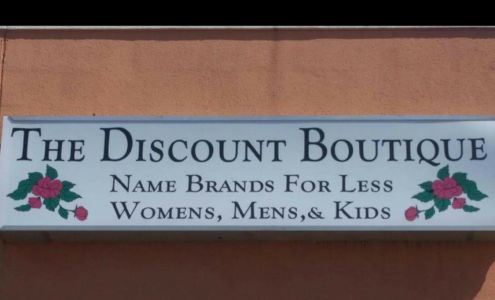 The Discount Boutique
Name Brands For Less
Womens, Mens,& Kids